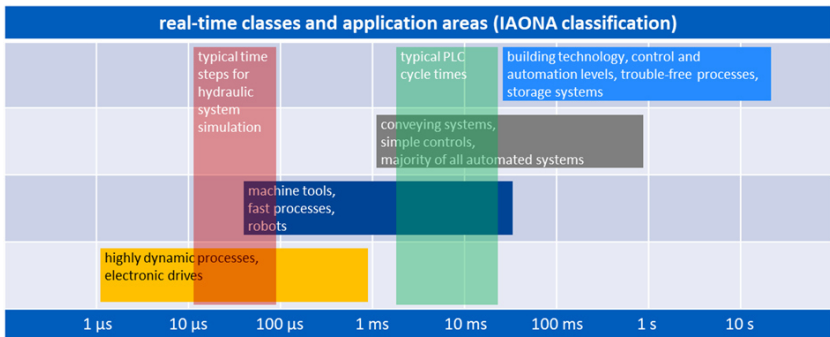 real-time classes and application areas (IAONA classification)
typical time
steps for
hydraulic
system
simulation
typical PLC
cycle times
building technology, control and
automation levels, trouble-free processes,
storage systems
conveying systems,
simple controls,
majority of all automated systems
machine tools,
fast processes,
robots
highly dynamic processes,
electronic drives
1 µs 10 µs 100 µs 1 ms 10 ms 100 ms 1 s 10 s